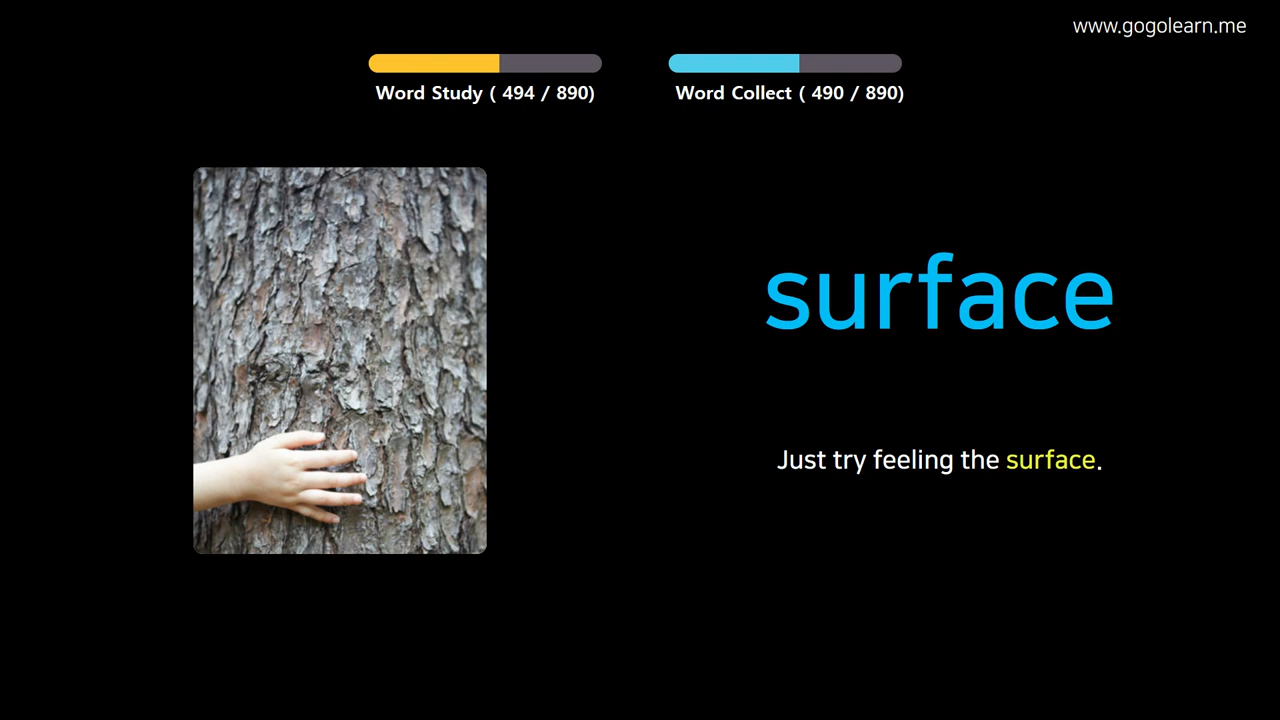 www.gogolearn.me
Word Study ( 494 / 890)
Word Collect ( 490 / 890)
surface
Just try feeling the surface.